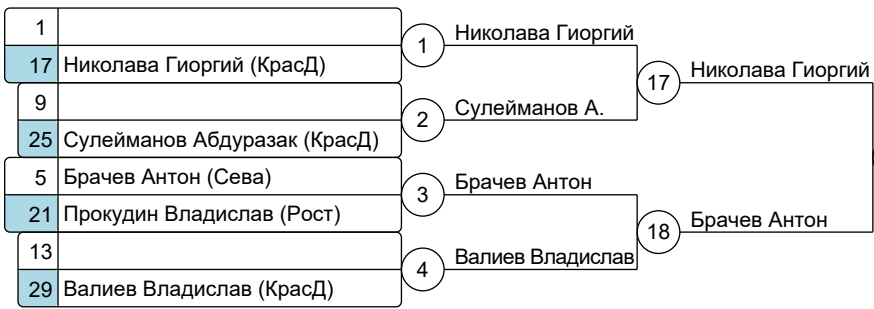 1
17 Николава Гиоргий (КрасД)
9
25 Сулейманов Абдуразак (КрасД)
5 Брачев Антон (Сева)
21 Прокудин Владислав (Рост)
13
29 Валиев Владислав (КрасД)
1 Николава Гиоргий
2 Сулейманов А.
3 Брачев Антон
4 Валиев Владислав
17 Николава Гиоргий
18 Брачев Антон